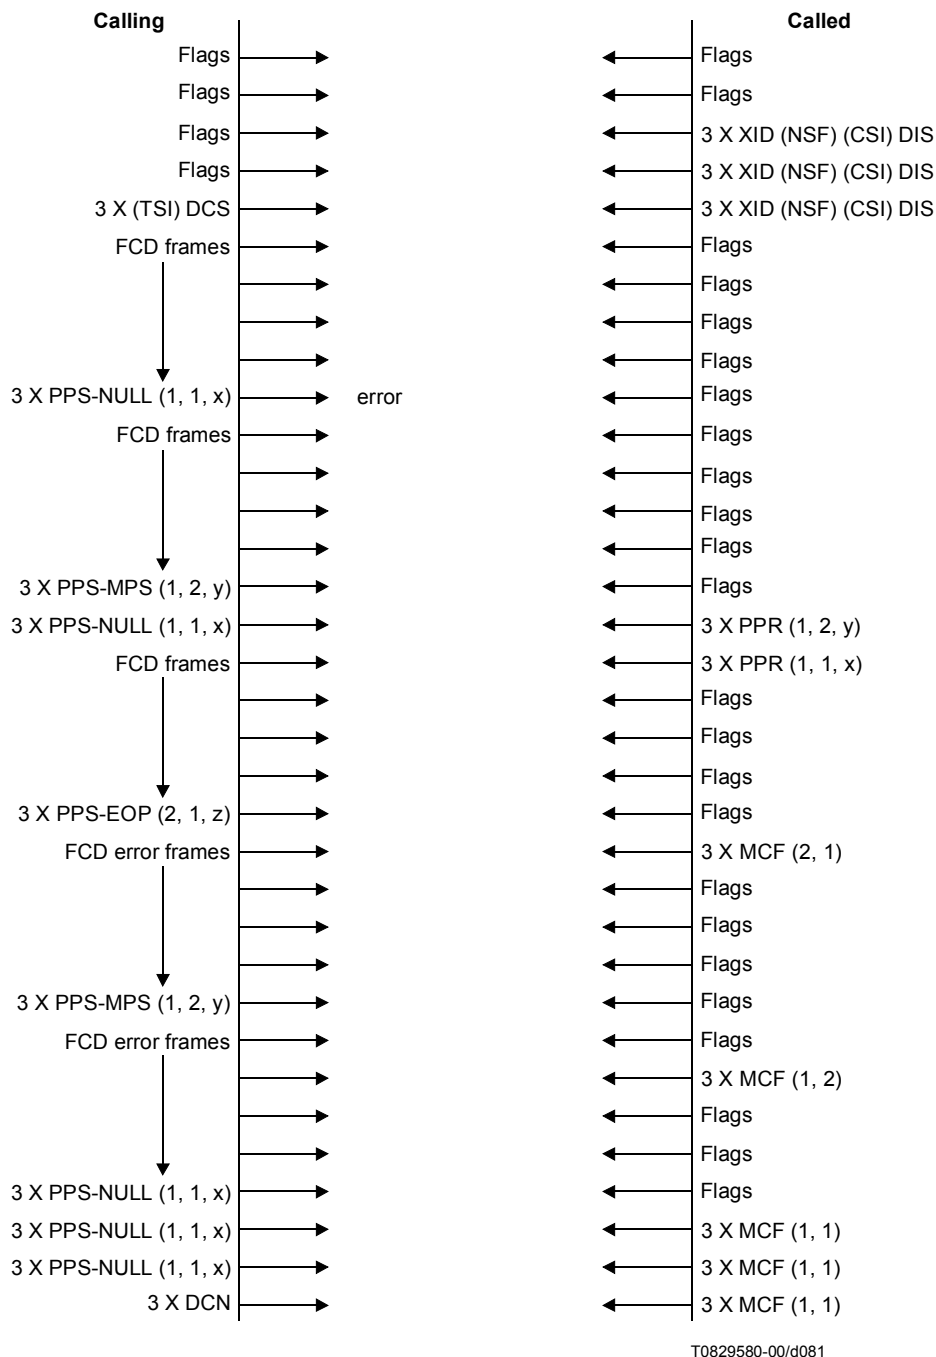 Calling Called
Flags Flags
Flags Flags
Flags 3 X XID (NSF) (CSI) DIS
Flags 3 X XID (NSF) (CSI) DIS
3 X (TSI) DCS 3 X XID (NSF) (CSI) DIS
FCD frames Flags
Flags
Flags
Flags
3 X PPS-NULL (1, 1, x) error Flags
FCD frames Flags
Flags
Flags
Flags
3 X PPS-MPS (1, 2, y) Flags
3 X PPS-NULL (1, 1, x) 3 X PPR (1, 2, y)
FCD frames 3 X PPR (1, 1, x)
Flags
Flags
Flags
3 X PPS-EOP (2, 1, z) Flags
FCD error frames 3 X MCF (2, 1)
Flags
Flags
Flags
3 X PPS-MPS (1, 2, y) Flags
FCD error frames Flags
3 X MCF (1, 2)
Flags
Flags
3 X PPS-NULL (1, 1, x) Flags
3 X PPS-NULL (1, 1, x) 3 X MCF (1, 1)
3 X PPS-NULL (1, 1, x) 3 X MCF (1, 1)
3 X DCN 3 X MCF (1, 1)
T0829580-00/d081